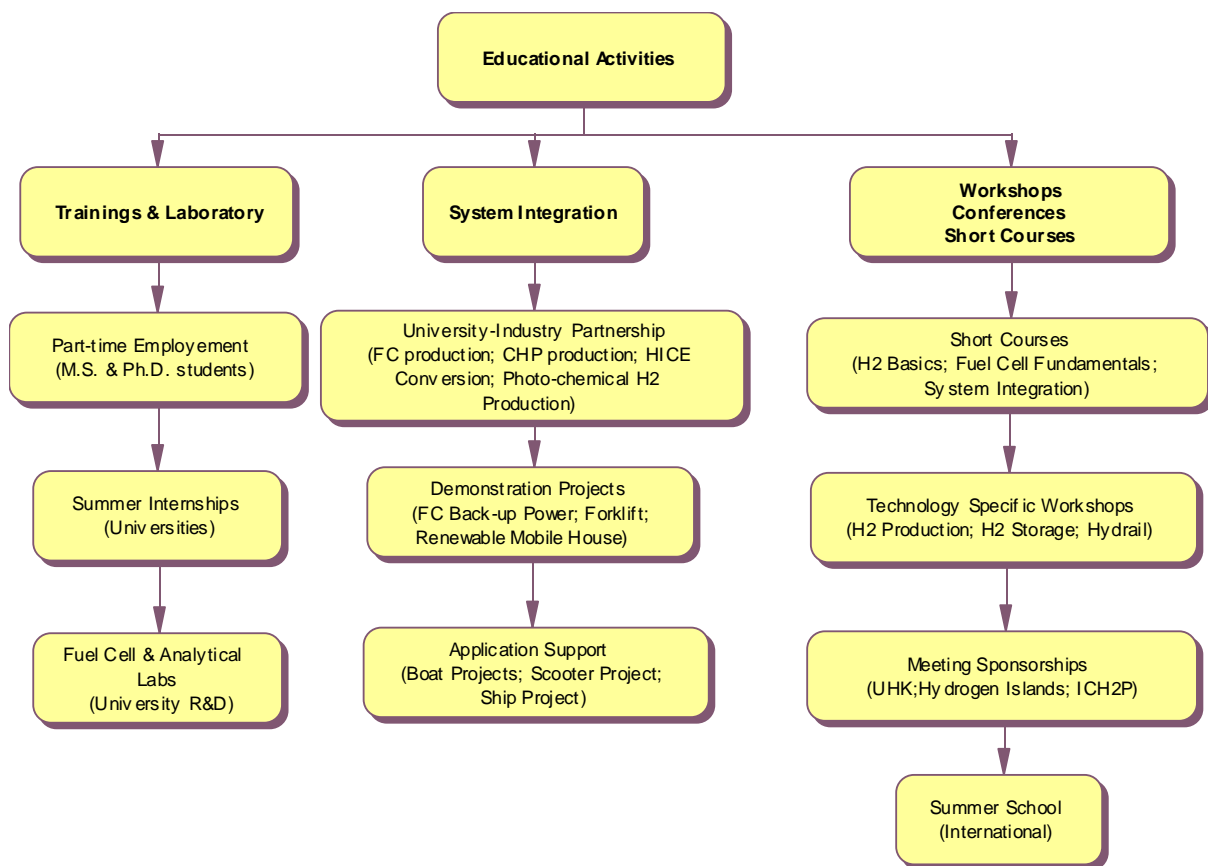 Educational Activities
Trainings & Laboratory
System Integration
Workshops
Conferences
Short Courses
Part-time Employement
(M.S. & Ph.D. students)
University-Industry Partnership
(FC production; CHP production; HICE
Conversion; Photo-chemical H2
Production)
Short Courses
(H2 Basics; Fuel Cell Fundamentals;
System Integration)
Summer Internships
(Universities)
Demonstration Projects
(FC Back-up Power; Forklift;
Renewable Mobile House)
Technology Specific Workshops
(H2 Production; H2 Storage; Hydrail)
Fuel Cell & Analytical
Labs
(University R&D)
Application Support
(Boat Projects; Scooter Project;
Ship Project)
Meeting Sponsorships
(UHK;Hydrogen Islands; ICH2P)
Summer School
(International)